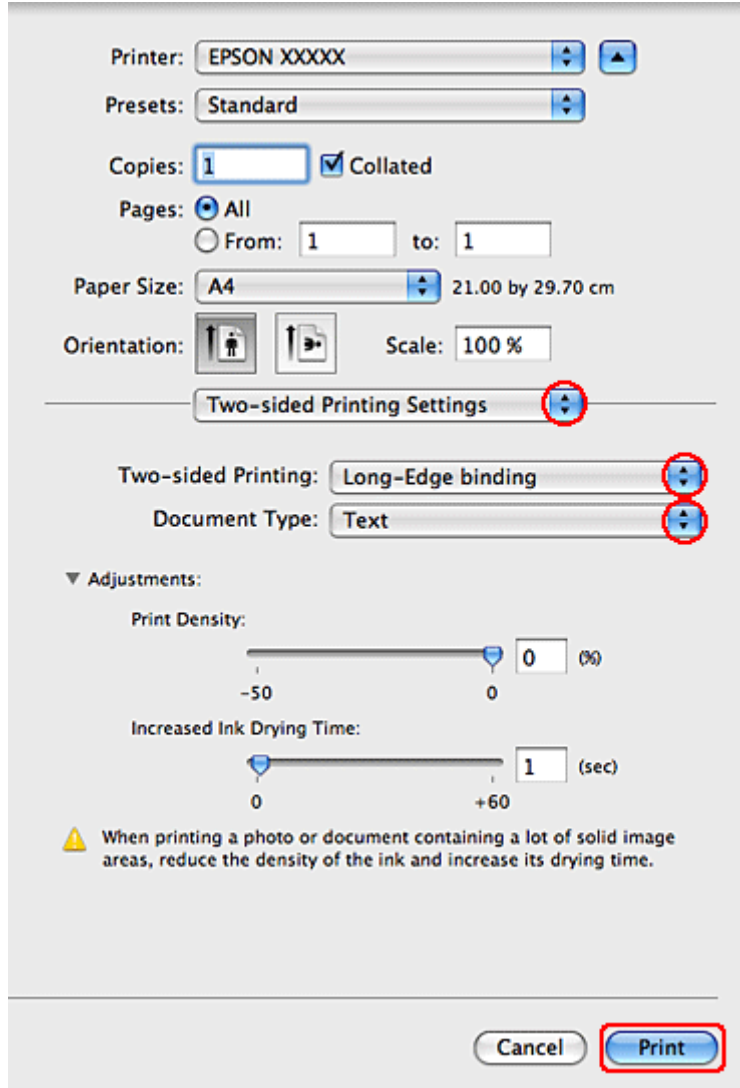 Printer: EPSON XXXXX
Presets: Standard
Copies: 1 Collated
Pages: All
From: 1 to: 1
Paper Size: A4 21.00 by 29.70 cm
Orientation: Scale: 100 %
Two-sided Printing Settings
Two-sided Printing: Long-Edge binding
Document Type: Text
Adjustments:
Print Density:
0 (%)
-50 0
Increased Ink Drying Time:
1 (sec)
0 +60
When printing a photo or document containing a lot of solid image
areas, reduce the density of the ink and increase its drying time.
Cancel Print